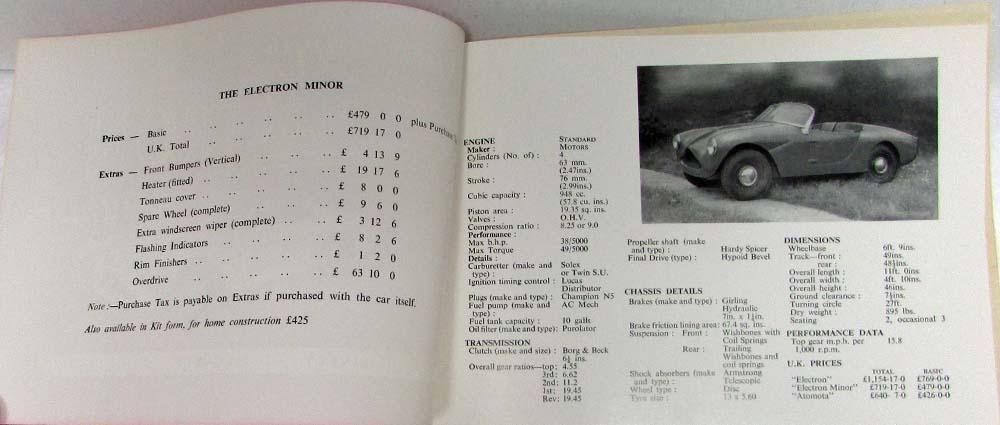 THE ELECTRON MINOR
Prices — Basic .. .. .. .. .. £479 0 0 plus Purchase
U.K. Total .. .. .. .. £719 17 0
Extras — Front Bumpers (Vertical) .. .. .. £ 4 13 9
Heater (fitted) .. .. .. .. .. £ 19 17 6
Tonneau cover .. .. .. .. .. £ 8 0 0
Spare Wheel (complete) .. .. .. £ 9 6 0
Extra windscreen wiper (complete) .. .. £ 3 12 6
Flashing Indicators .. .. .. .. £ 8 2 6
Rim Finishers .. .. .. .. .. £ 1 2 0
Overdrive .. .. .. .. .. £ 63 10 0
Note:—Purchase Tax is payable on Extras if purchased with the car itself.
Also available in Kit form, for home construction £425
ENGINE STANDARD
Maker : MOTORS
Cylinders (No. of) : 4
Bore : 63 mm.
(2.47ins.)
Stroke : 76 mm.
(2.99ins.)
Cubic capacity : 948 cc.
(57.8 cu. ins.)
Piston area : 19.35 sq. ins.
Valves : O.H.V.
Compression ratio : 8.25 or 9.0
Performance :
Max b.h.p. 38/5000
Max Torque 49/5000
Details :
Carburetter (make and Solex
type) : or Twin S.U.
Ignition timing control : Lucas
Distributor
Plugs (make and type) : Champion N5
Fuel pump (make and AC Mech
type) :
Fuel tank capacity : 10 galls
Oil filter (make and type): Purolator
TRANSMISSION
Clutch (make and size) : Borg & Beck
6¼ ins.
Overall gear ratios—top: 4.55
3rd: 6.62
2nd: 11.2
1st: 19.45
Rev: 19.45
Propeller shaft (make
and type) : Hardy Spicer
Final Drive (type) : Hypoid Bevel
CHASSIS DETAILS
Brakes (make and type) : Girling
Hydraulic
7in. x 1¼in.
Brake friction lining area: 67.4 sq. ins.
Suspension : Front : Wishbones with
Coil Springs
Rear : Trailing
Wishbones and
coil springs
Shock absorbers (make Armstrong
and type) : Telescopic
Wheel type : Disc
Tyre size : 13 x 5.60
DIMENSIONS
Wheelbase 6ft. 9ins.
Track—front : 49ins.
rear : 48½ins.
Overall length : 11ft. 0ins
Overall width : 4ft. 10ins.
Overall height : 46ins.
Ground clearance : 7½ins.
Turning circle 27ft.
Dry weight : 895 lbs.
Seating 2, occasional 3
PERFORMANCE DATA
Top gear m.p.h. per 15.8
1,000 r.p.m.
U.K. PRICES
TOTAL BASIC
"Electron" £1,154-17-0 £769-0-0
"Electron Minor" £719-17-0 £479-0-0
"Atomota" £640- 7-0 £426-0-0